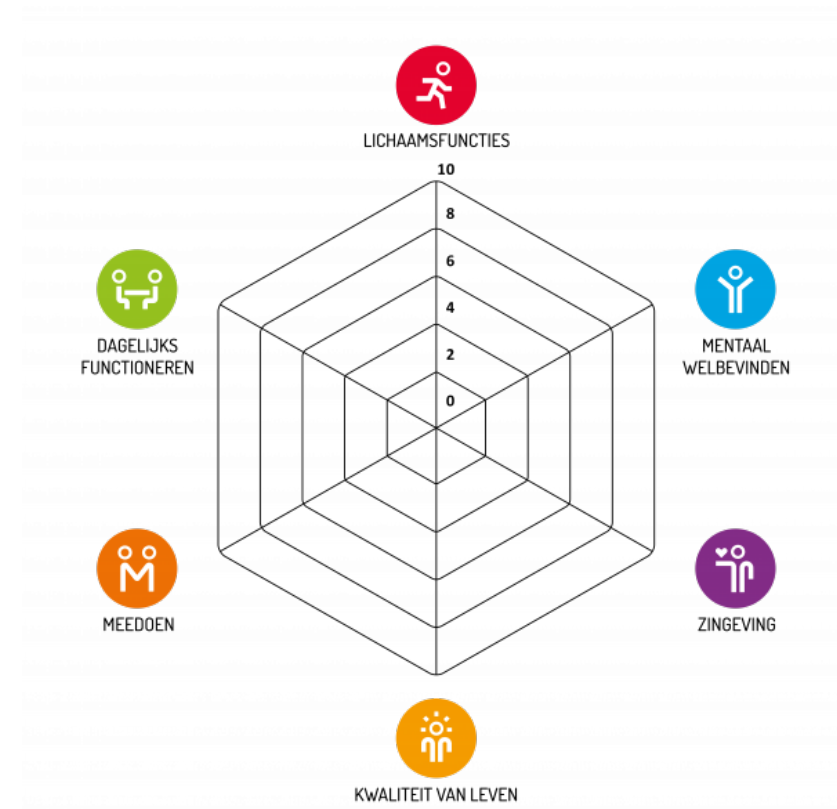 LICHAAMSFUNCTIES
10
8
6
4
2
0
DAGELIJKS
FUNCTIONEREN
MENTAAL
WELBEVINDEN
MEEDOEN
ZINGEVING
KWALITEIT VAN LEVEN